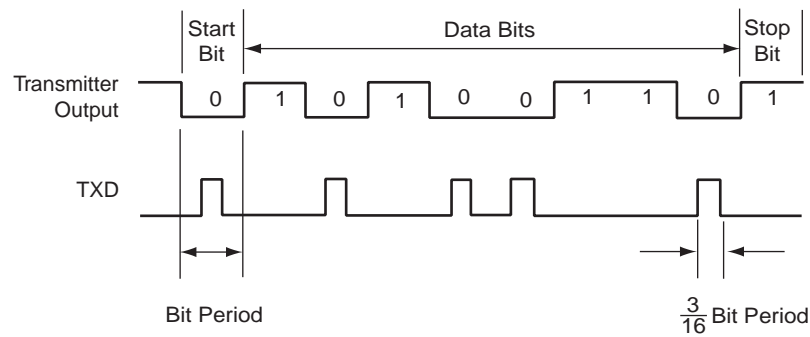 Start
Bit
Data Bits
Stop
Bit
Transmitter
Output
0 1 0 1 0 0 1 1 0 1
TXD
Bit Period
3
16 Bit Period